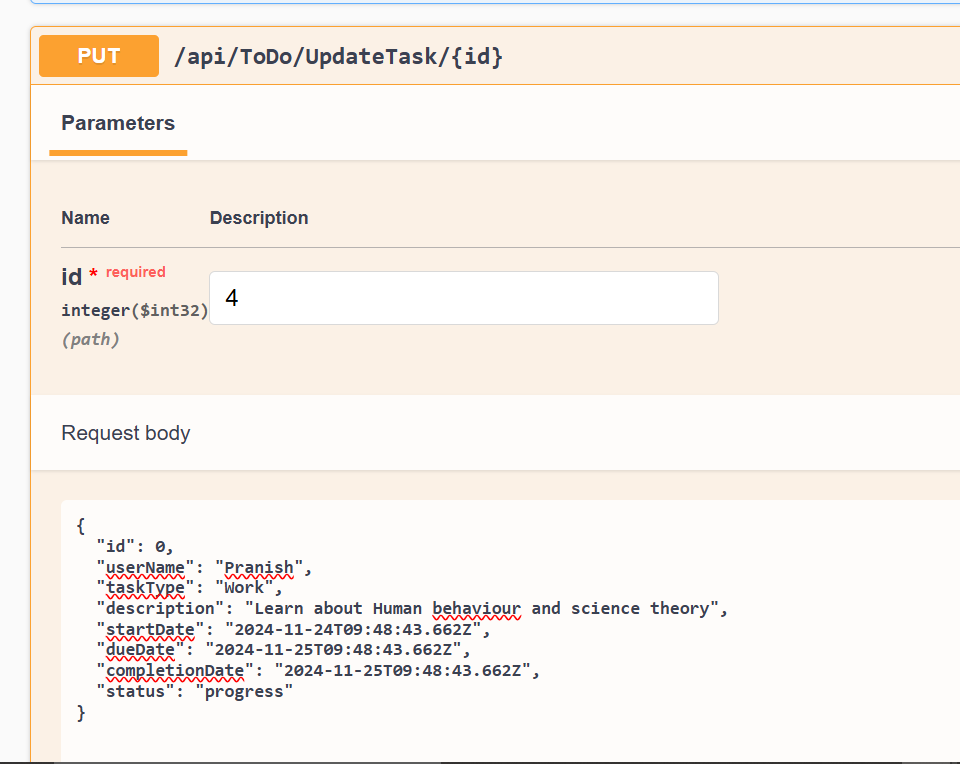 PUT /api/ToDo/UpdateTask/{id}
Parameters
Name Description
id * required
integer($int32)
(path)
4
Request body
{
  "id": 0,
  "userName": "Pranish",
  "taskType": "Work",
  "description": "Learn about Human behaviour and science theory",
  "startDate": "2024-11-24T09:48:43.662Z",
  "dueDate": "2024-11-25T09:48:43.662Z",
  "completionDate": "2024-11-25T09:48:43.662Z",
  "status": "progress"
}